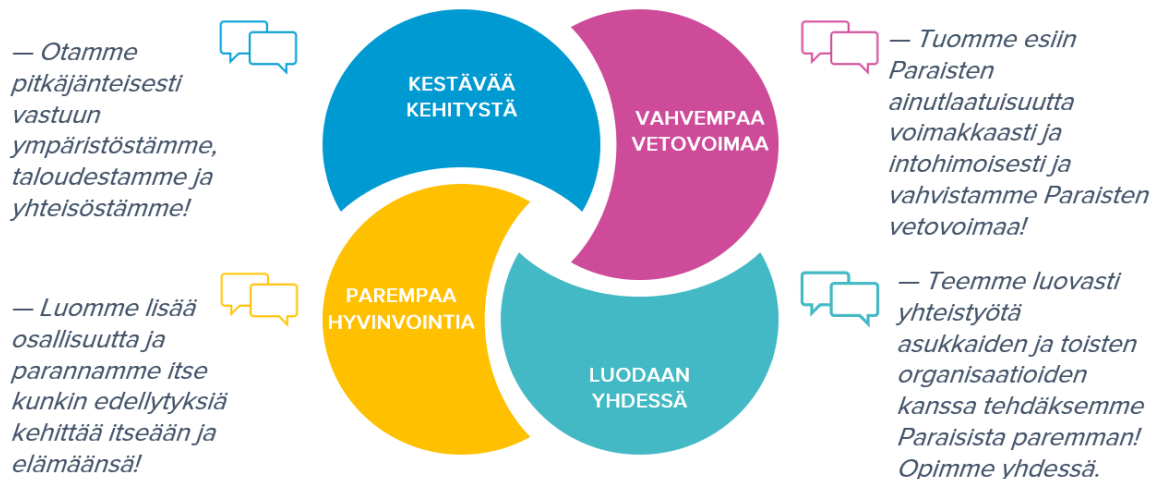 — Otamme
pitkäjänteisesti
vastuun
ympäristöstämme,
taloudestamme ja
yhteisöstämme!
KESTÄVÄÄ
KEHITYSTÄ
VAHVEMPAA
VETOVOIMAA
— Tuomme esiin
Paraisten
ainutlaatuisuutta
voimakkaasti ja
intohimoisesti ja
vahvistamme Paraisten
vetovoimaa!
— Luomme lisää
osallisuutta ja
parannamme itse
kunkin edellytyksiä
kehittää itseään ja
elämäänsä!
PAREMPAA
HYVINVOINTIA
LUODAAN
YHDESSÄ
— Teemme luovasti
yhteistyötä
asukkaiden ja toisten
organisaatioiden
kanssa tehdäksemme
Paraisista paremman!
Opimme yhdessä.